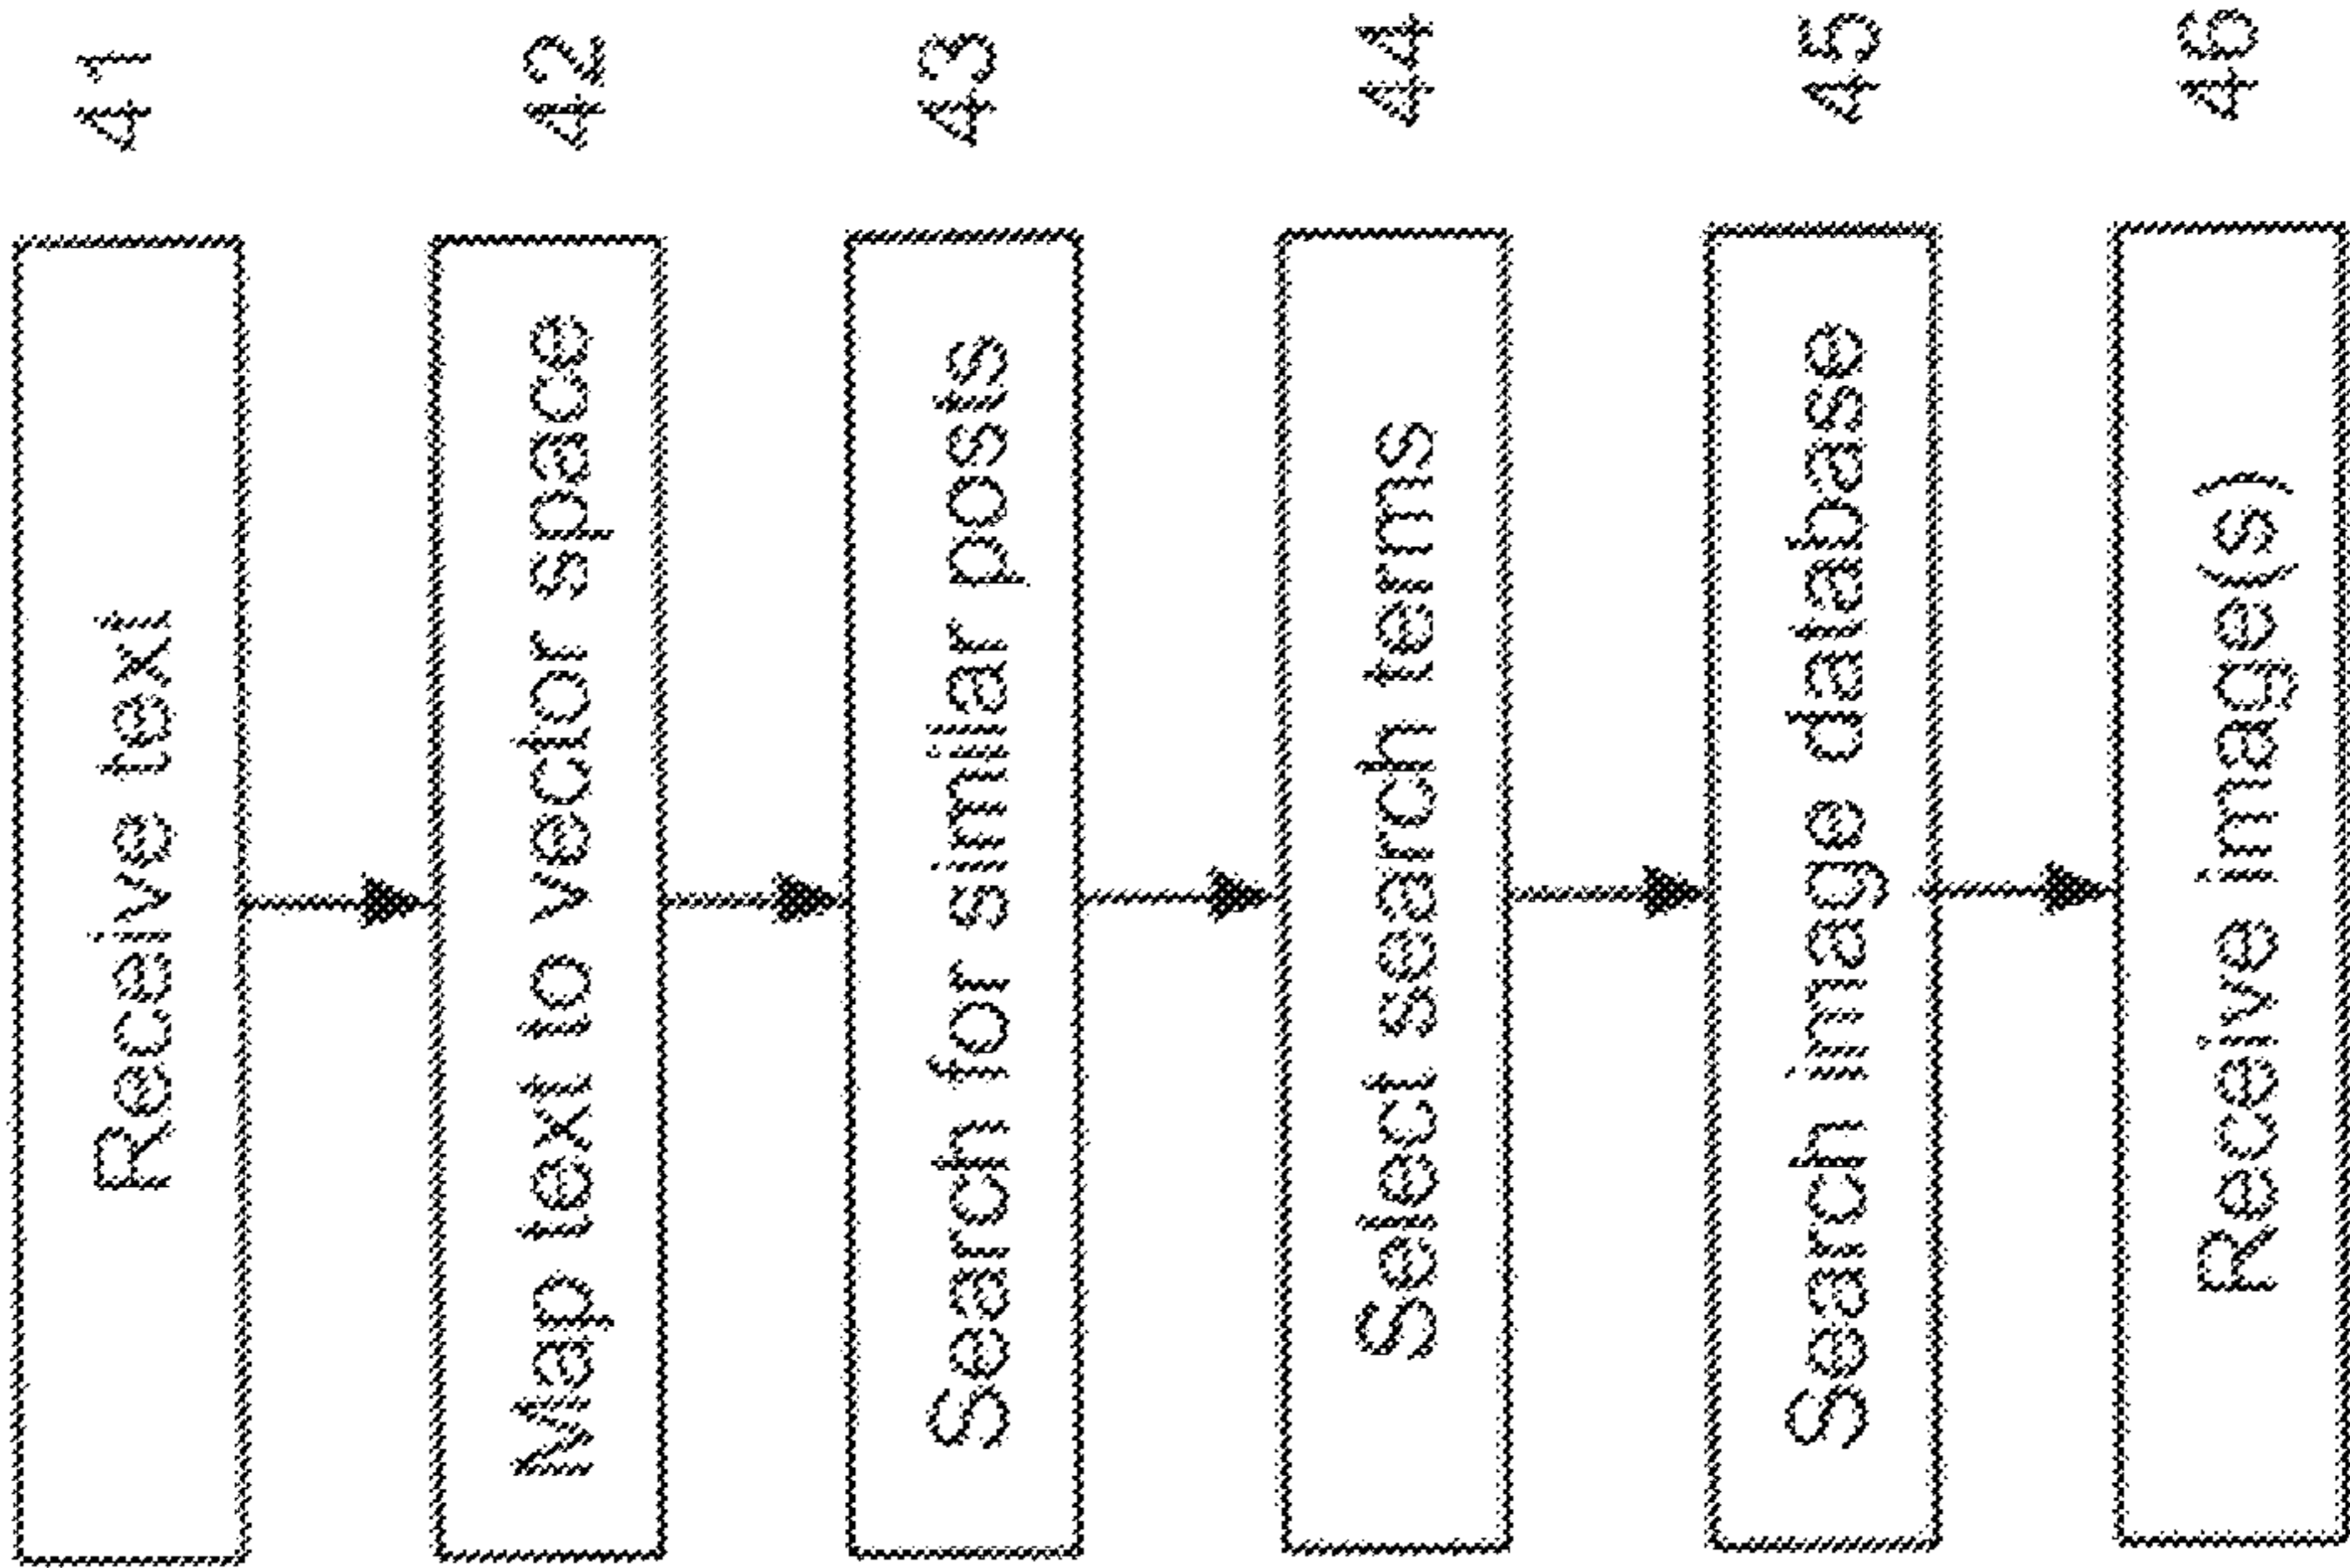 Receive text 41
Map text to vector space 42
Search for similar posts 43
Select search terms 44
Search image database 45
Receive image(s) 46